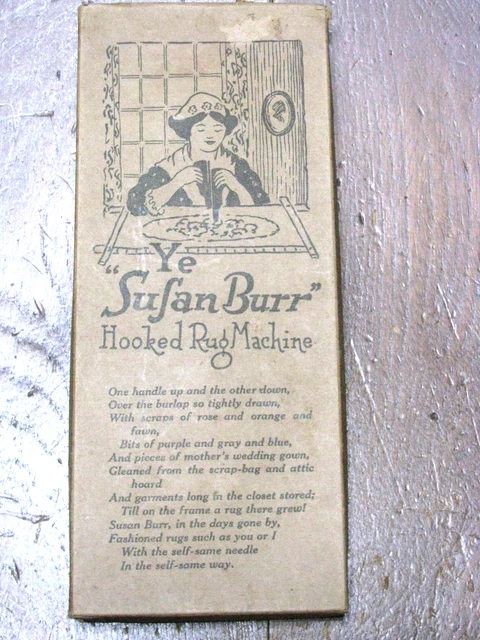 Ye
"Suſan Burr"
Hooked Rug Machine
One handle up and the other down,
Over the burlap so tightly drawn,
With scraps of rose and orange and
fawn,
Bits of purple and gray and blue,
And pieces of mother's wedding gown,
Gleaned from the scrap-bag and attic
hoard
And garments long in the closet stored;
Till on the frame a rug there grew!
Susan Burr, in the days gone by,
Fashioned rugs such as you or I
With the self-same needle
In the self-same way.